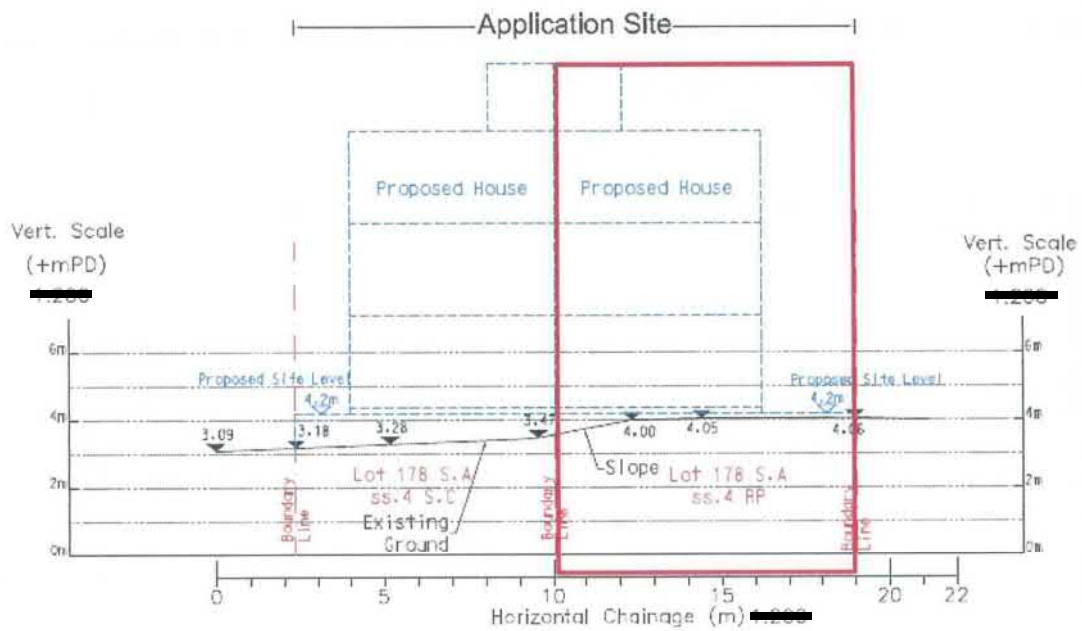 Application Site
Proposed House
Proposed House
Vert. Scale
(+mPD)
Vert. Scale
(+mPD)
6m
4m
2m
0m
6m
4m
2m
0m
Proposed Site Level
4.2m
Proposed Site Level
4.2m
3.09
3.18
3.28
4.00
4.05
4.06
Slope
Lot 178 S.A
ss.4 S.C
Lot 178 S.A
ss.4 RP
Existing
Ground
Boundary
Line
Boundary
Line
Boundary
Line
0
10
15
20
22
Horizontal Chainage (m)